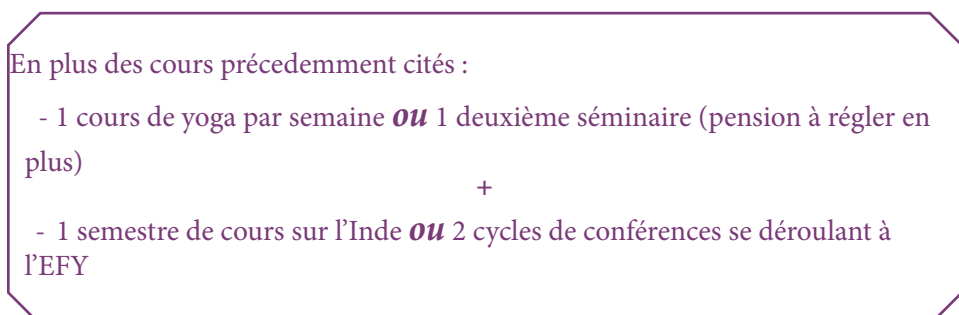 En plus des cours précedemment cités :
- 1 cours de yoga par semaine ou 1 deuxième séminaire (pension à régler en
plus)
+
- 1 semestre de cours sur l’Inde ou 2 cycles de conférences se déroulant à
l’EFY